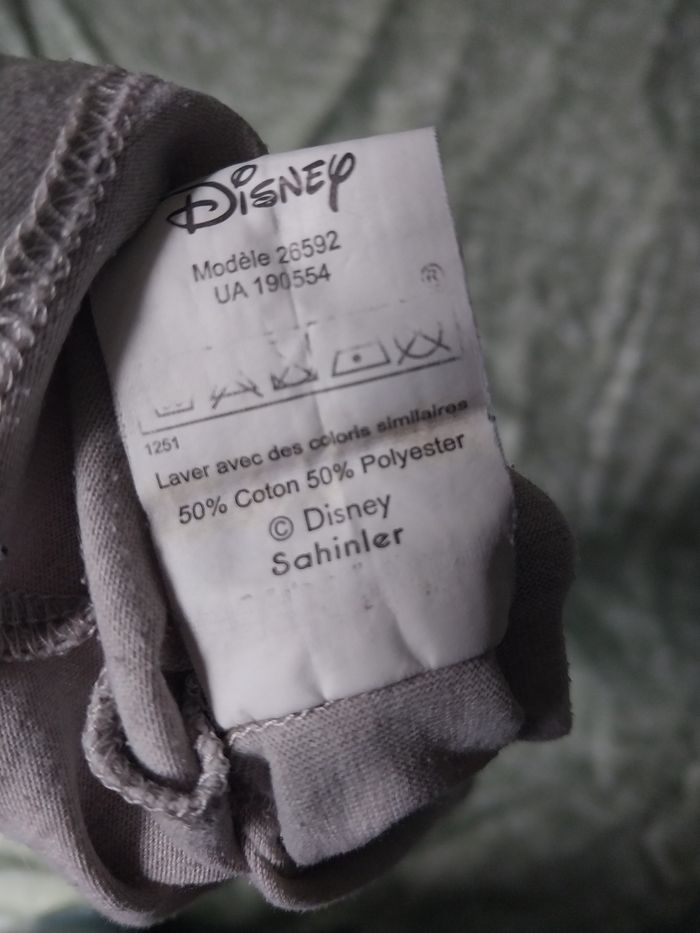 Disney
Modèle 26592
UA 190554
®
1251
Laver avec des coloris similaires
50% Coton 50% Polyester
© Disney
Sahinler